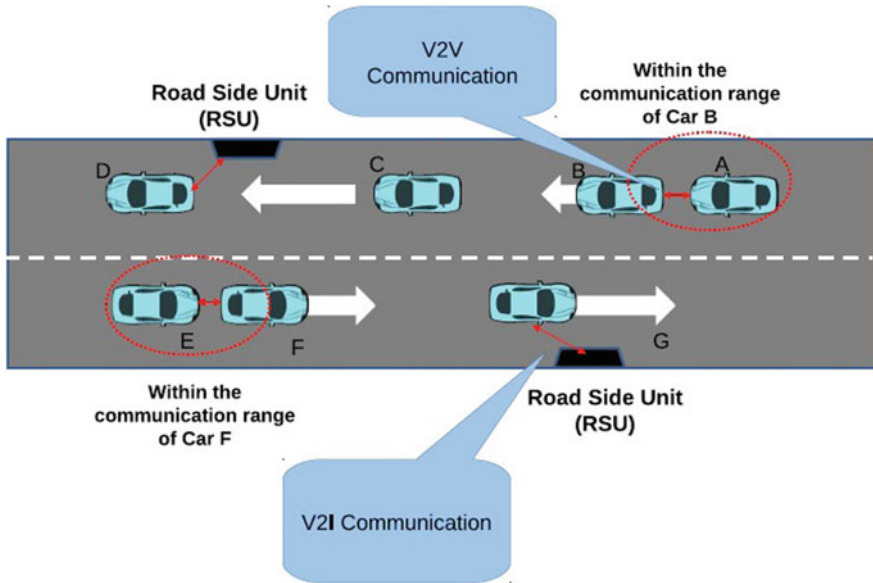 V2V
Communication
Within the
communication range
of Car B
Road Side Unit
(RSU)
D
C
B
A
E
F
G
Within the
communication range
of Car F
Road Side Unit
(RSU)
V2I Communication